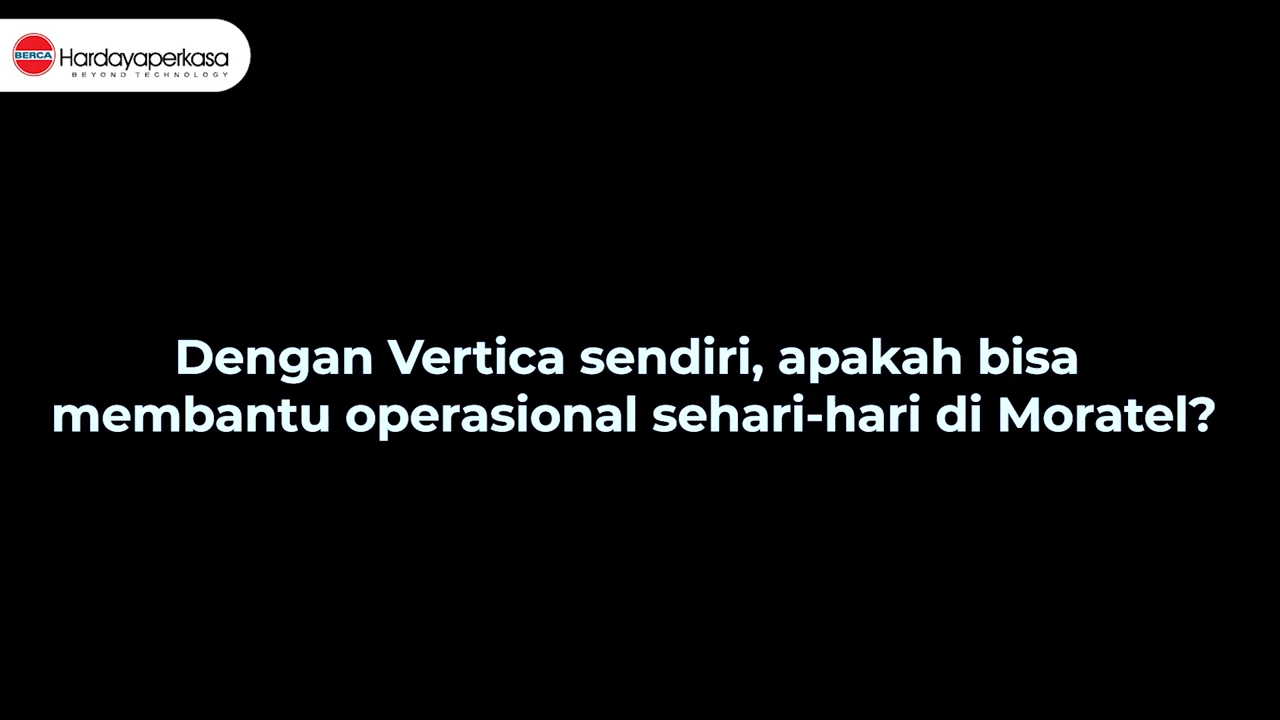 BERCA
Hardayaperkasa
BEYOND TECHNOLOGY
Dengan Vertica sendiri, apakah bisa
membantu operasional sehari-hari di Moratel?